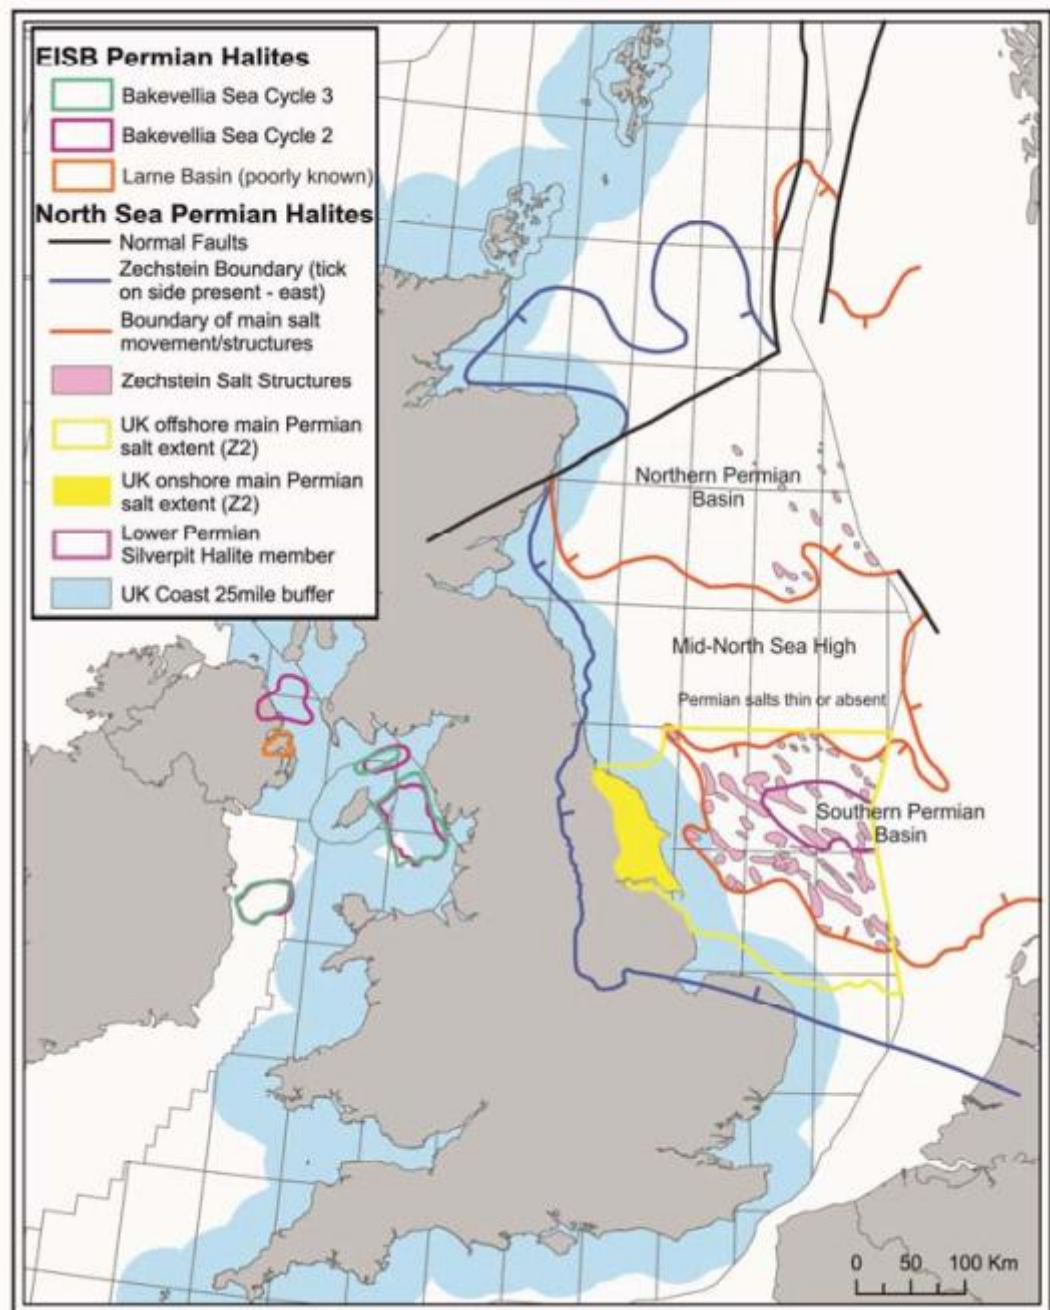 EISB Permian Halites
Bakevellia Sea Cycle 3
Bakevellia Sea Cycle 2
Larne Basin (poorly known)
North Sea Permian Halites
Normal Faults
Zechstein Boundary (tick
on side present - east)
Boundary of main salt
movement/structures
Zechstein Salt Structures
UK offshore main Permian
salt extent (Z2)
UK onshore main Permian
salt extent (Z2)
Lower Permian
Silverpit Halite member
UK Coast 25mile buffer
Northern Permian
Basin
Mid-North Sea High
Permian salts thin or absent
Southern Permian
Basin
0 50 100 Km